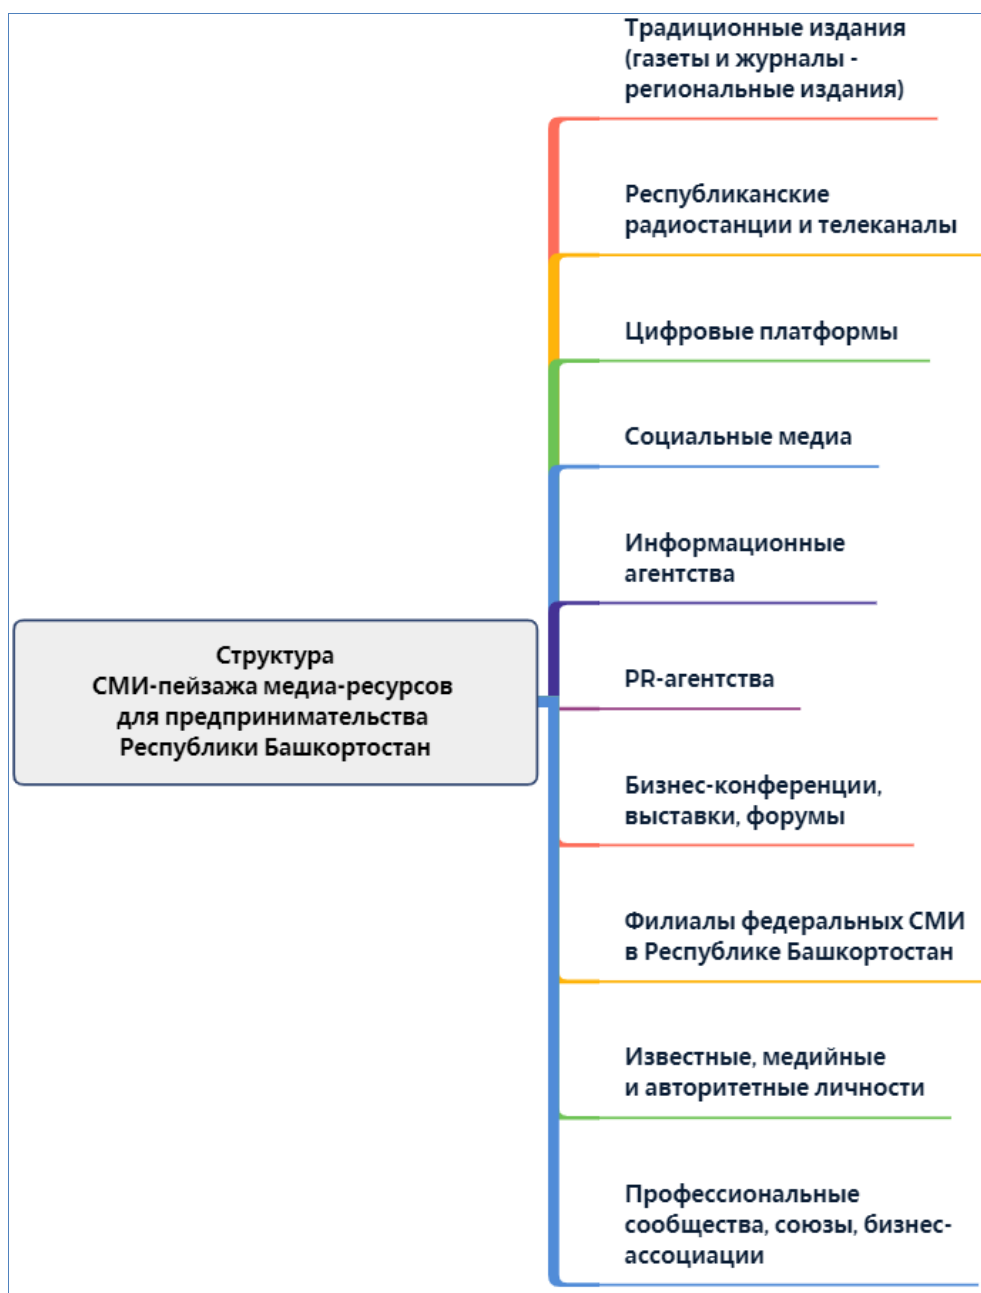 Традиционные издания
(газеты и журналы -
региональные издания)
Республиканские
радиостанции и телеканалы
Цифровые платформы
Социальные медиа
Информационные
агентства
Структура
СМИ-пейзажа медиа-ресурсов
для предпринимательства
Республики Башкортостан
PR-агентства
Бизнес-конференции,
выставки, форумы
Филиалы федеральных СМИ
в Республике Башкортостан
Известные, медийные
и авторитетные личности
Профессиональные
сообщества, союзы, бизнес-
ассоциации